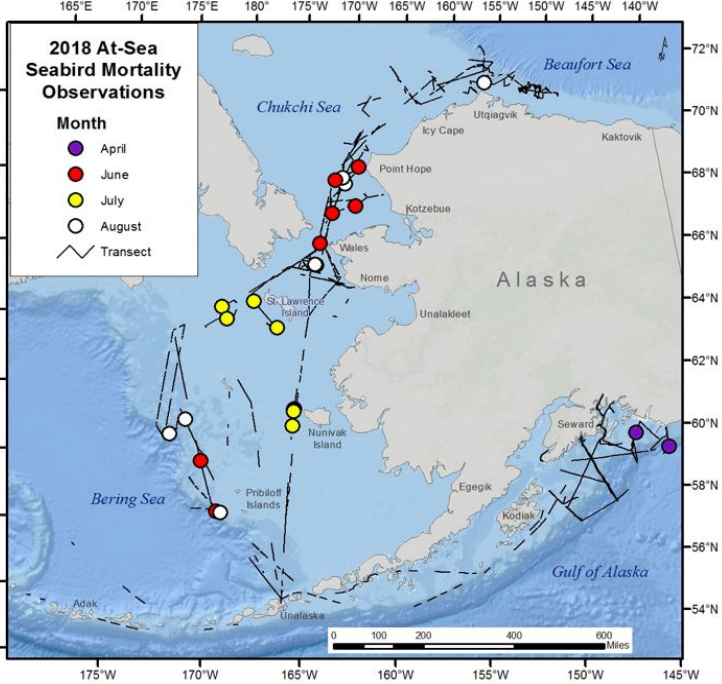 165°E 170°E 175°E 180° 175°W 170°W 165°W 160°W 155°W 150°W 145°W 140°W
2018 At-Sea
Seabird Mortality
Observations
Month
April
June
July
August
Transect
Beaufort Sea
Chukchi Sea
Utqiagvik
Icy Cape
Kaktovik
Point Hope
Kotzebue
Wales
Nome
Alaska
St. Lawrence
Island
Unalakleet
Nunivak
Island
Seward
Bering Sea
Pribiloff
Islands
Egegik
Kodiak
Gulf of Alaska
Adak
Unalaska
72°N
70°N
68°N
66°N
64°N
62°N
60°N
58°N
56°N
54°N
0 100 200 400 600
Miles
175°W 170°W 165°W 160°W 155°W 150°W 145°W